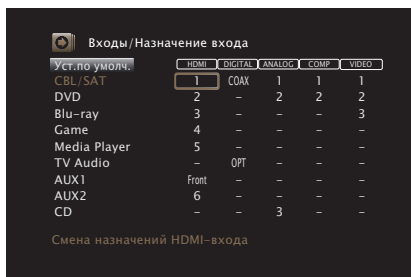 Входы/Назначение входа
Уст.по умолч. HDMI DIGITAL ANALOG COMP VIDEO
CBL/SAT 1 COAX 1 1 1
DVD 2 – 2 2 2
Blu-ray 3 – – – 3
Game 4 – – – –
Media Player 5 – – – –
TV Audio – OPT – – –
AUX1 Front – – – –
AUX2 6 – – – –
CD – – 3 – –
Смена назначений HDMI-входа